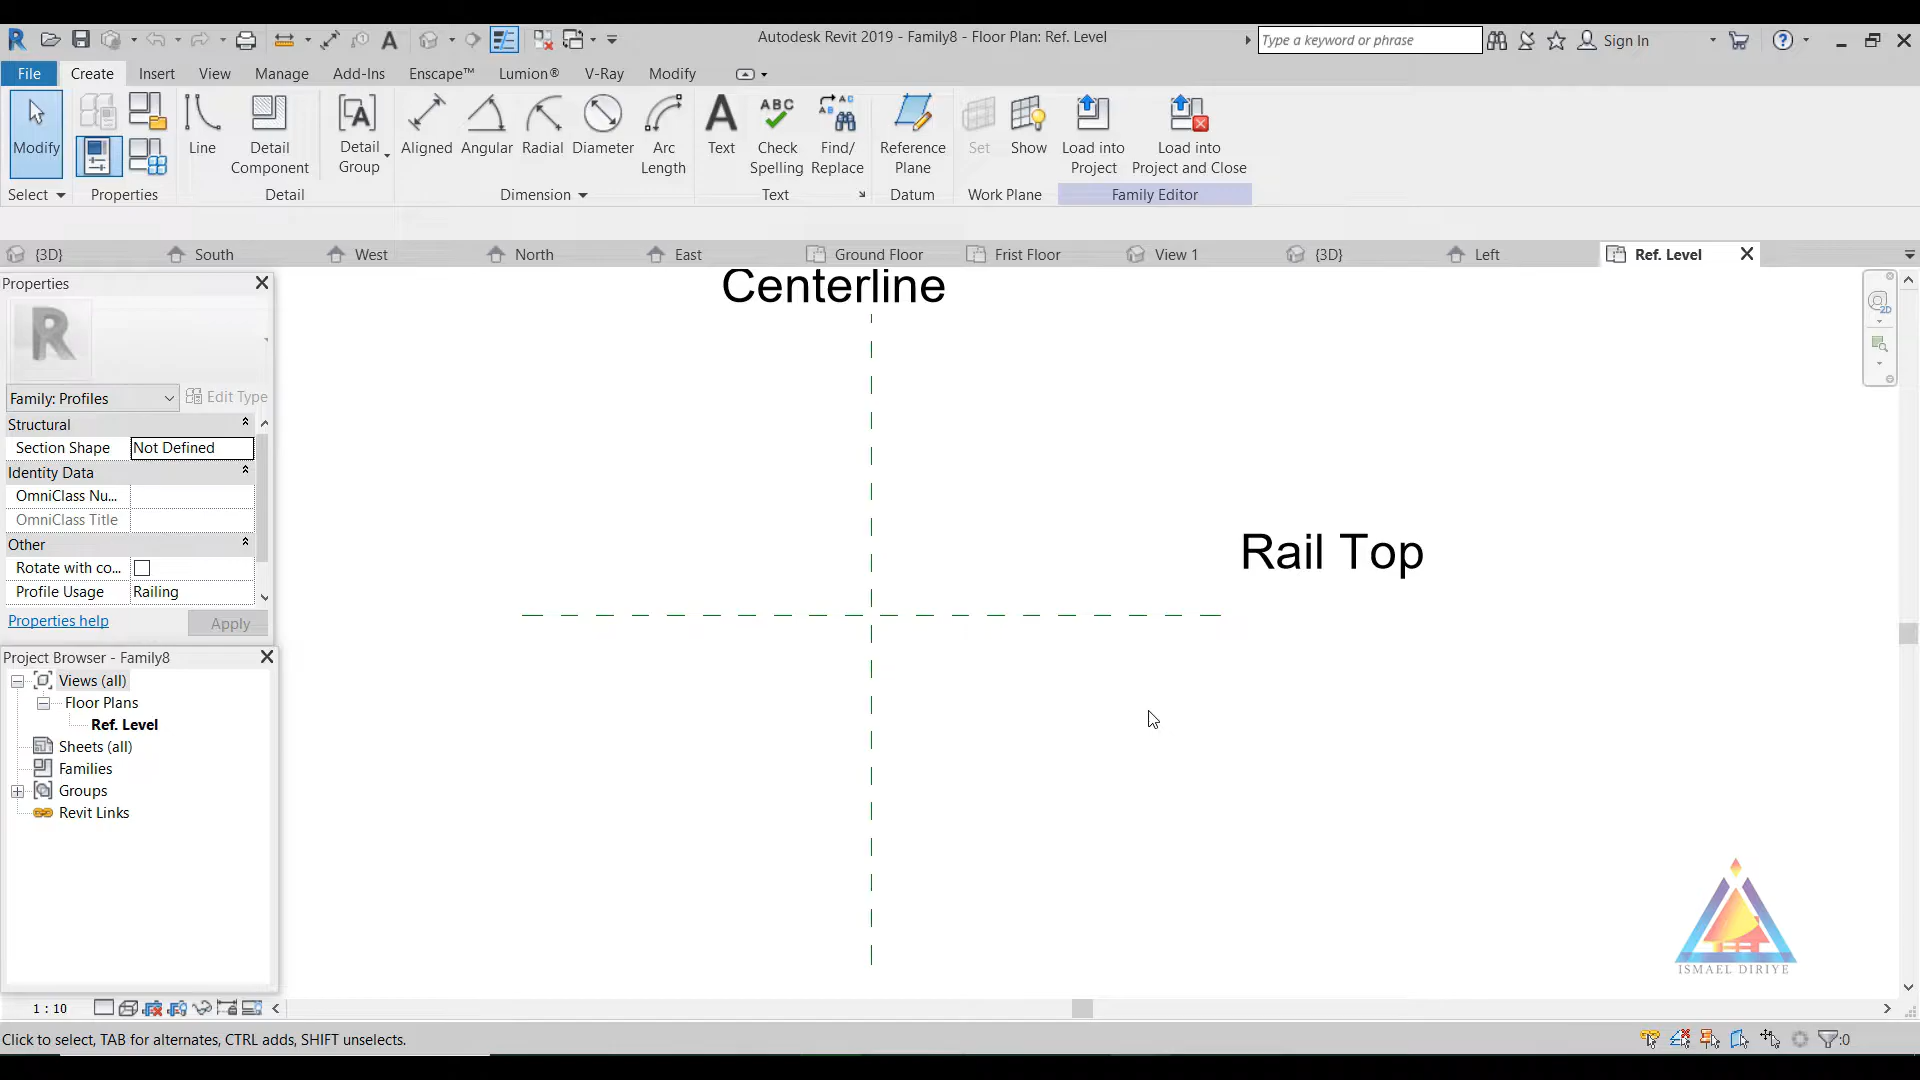 Autodesk Revit 2019 - Family8 - Floor Plan: Ref. Level
Type a keyword or phrase
Sign In
File Create Insert View Manage Add-Ins Enscape™ Lumion® V-Ray Modify
Modify
Line
Detail Component
Detail Group
Aligned
Angular
Radial
Diameter
Arc Length
Text
ABC
Check Spelling
Find/ Replace
Reference Plane
Set
Show
Load into Project
Load into Project and Close
Select Properties Detail Dimension Text Datum Work Plane Family Editor
{3D} South West North East Ground Floor Frist Floor View 1 {3D} Left Ref. Level
Properties
R
Family: Profiles
Edit Type
Structural
Section Shape Not Defined
Identity Data
OmniClass Nu...
OmniClass Title
Other
Rotate with co...
Profile Usage Railing
Properties help
Apply
Project Browser - Family8
Views (all)
Floor Plans
Ref. Level
Sheets (all)
Families
Groups
Revit Links
Centerline
Rail Top
2D
ISMAEL DIRIYE
1 : 10
Click to select, TAB for alternates, CTRL adds, SHIFT unselects.
:0